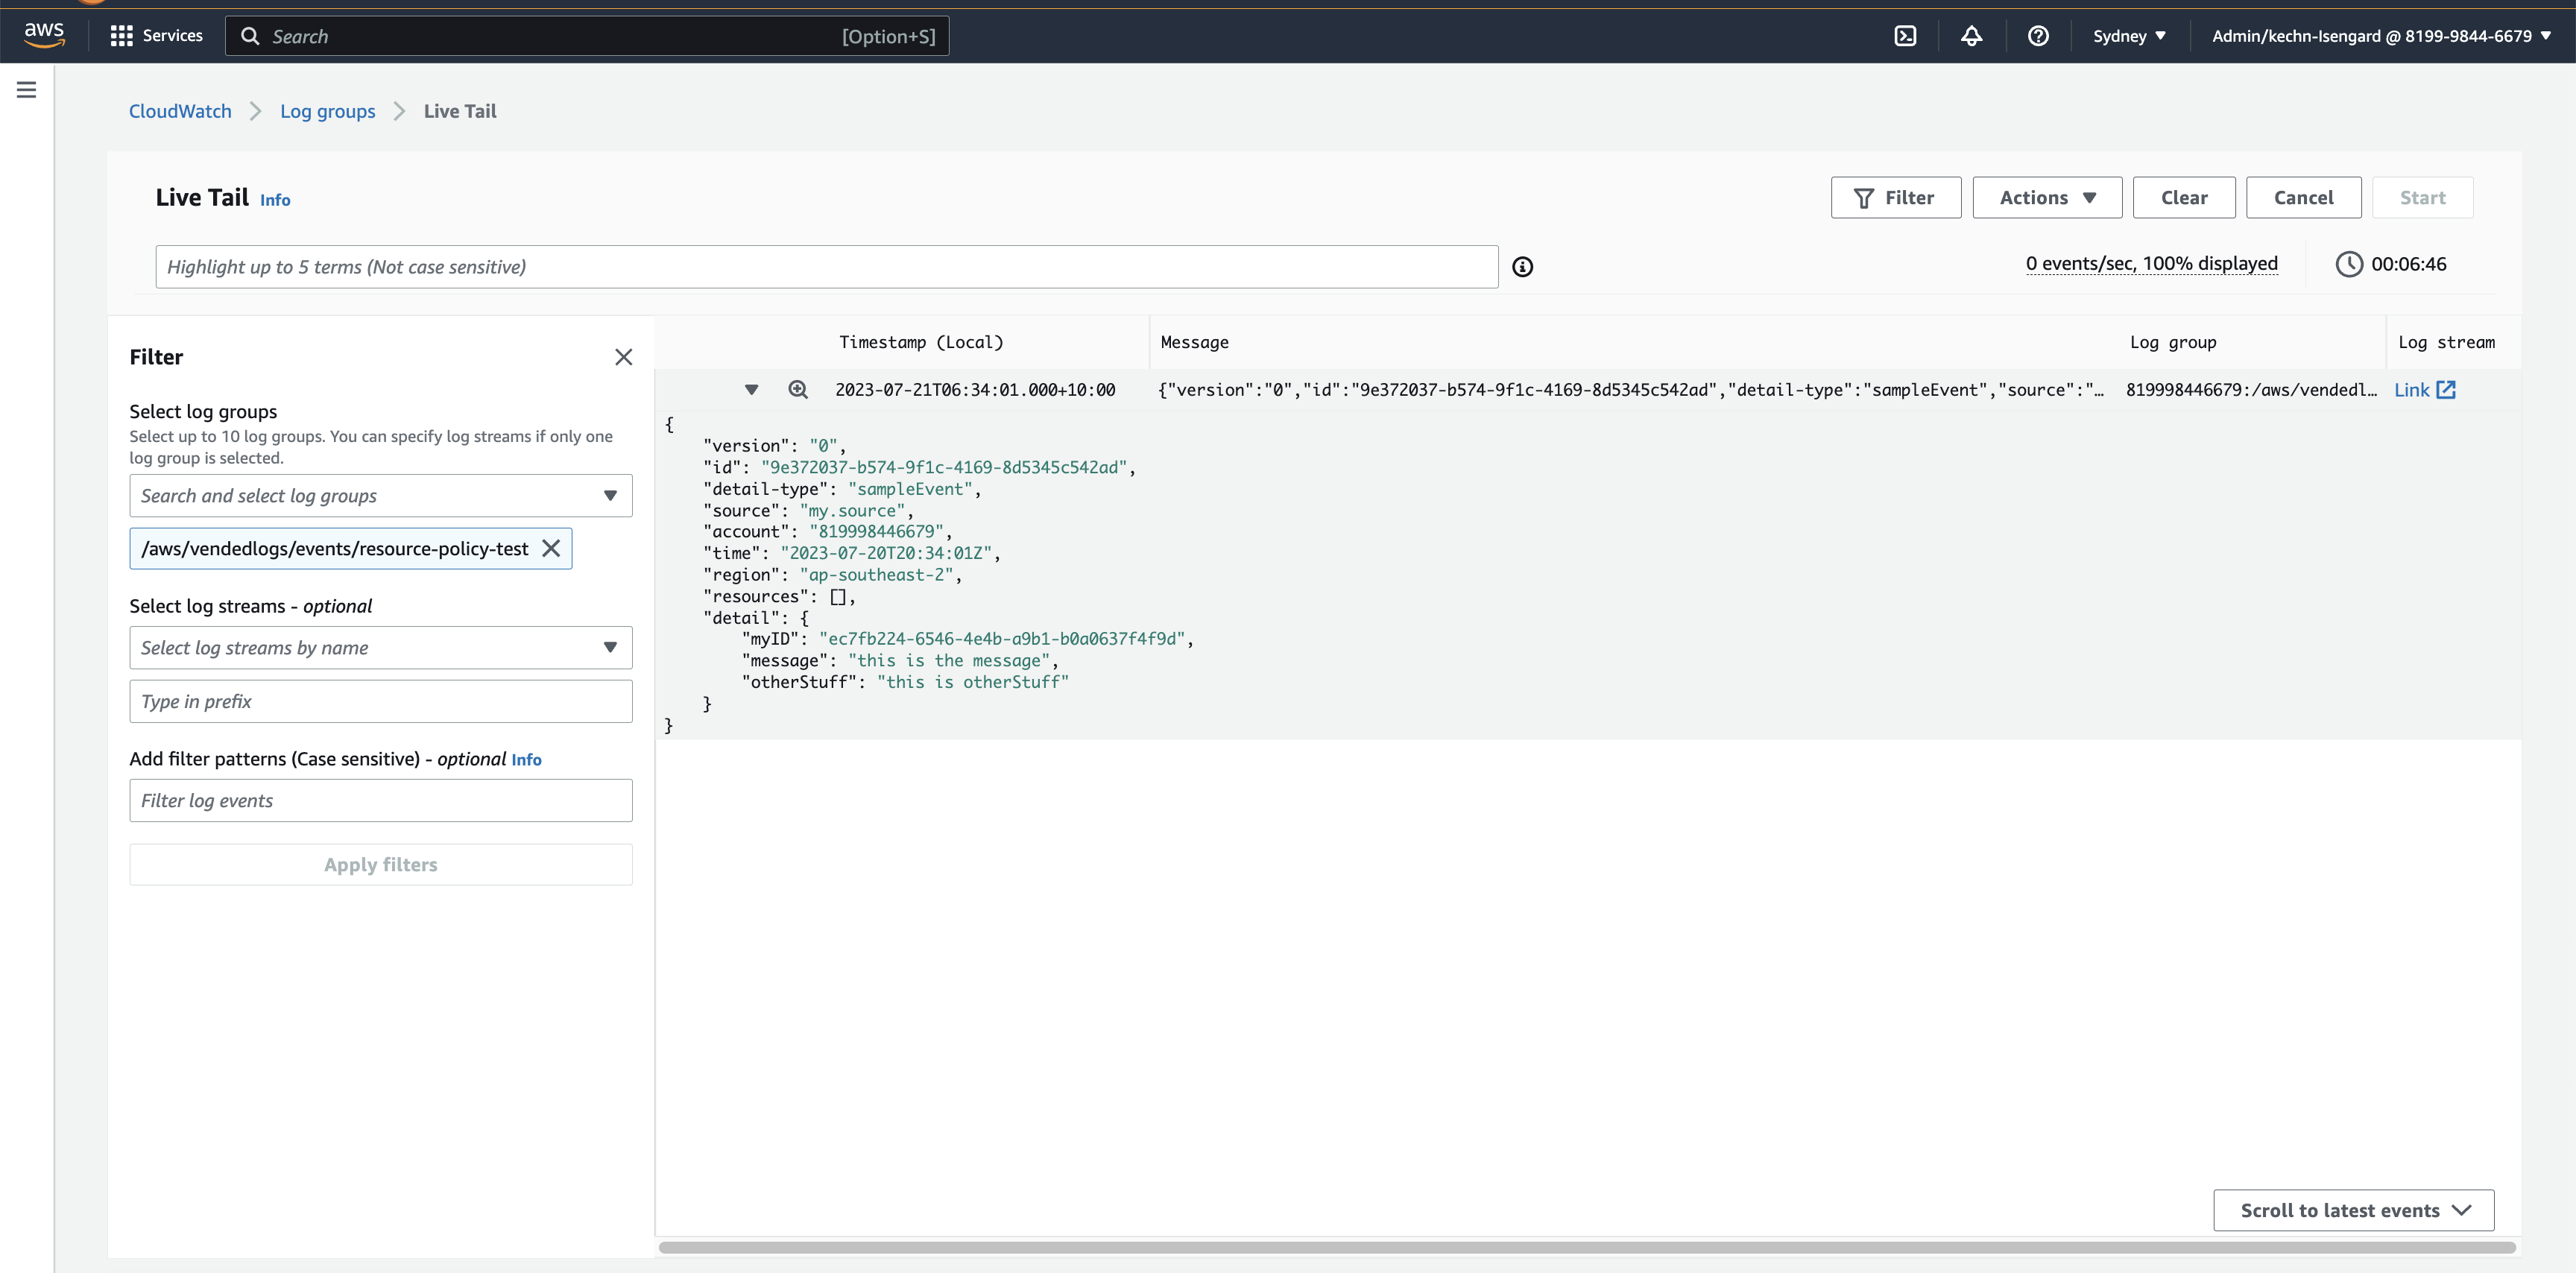 aws
Services
Search
[Option+S]
Sydney
Admin/kechn-Isengard @ 8199-9844-6679
CloudWatch
Log groups
Live Tail
Live Tail Info
Filter
Actions
Clear
Cancel
Start
Highlight up to 5 terms (Not case sensitive)
0 events/sec, 100% displayed
00:06:46
Filter
Select log groups
Select up to 10 log groups. You can specify log streams if only one
log group is selected.
Search and select log groups
/aws/vendedlogs/events/resource-policy-test
Select log streams - optional
Select log streams by name
Type in prefix
Add filter patterns (Case sensitive) - optional Info
Filter log events
Apply filters
Timestamp (Local)
Message
Log group
Log stream
2023-07-21T06:34:01.000+10:00
{"version":"0","id":"9e372037-b574-9f1c-4169-8d5345c542ad","detail-type":"sampleEvent","source":"…
819998446679:/aws/vendedl…
Link
{
"version": "0",
"id": "9e372037-b574-9f1c-4169-8d5345c542ad",
"detail-type": "sampleEvent",
"source": "my.source",
"account": "819998446679",
"time": "2023-07-20T20:34:01Z",
"region": "ap-southeast-2",
"resources": [],
"detail": {
"myID": "ec7fb224-6546-4e4b-a9b1-b0a0637f4f9d",
"message": "this is the message",
"otherStuff": "this is otherStuff"
}
}
Scroll to latest events